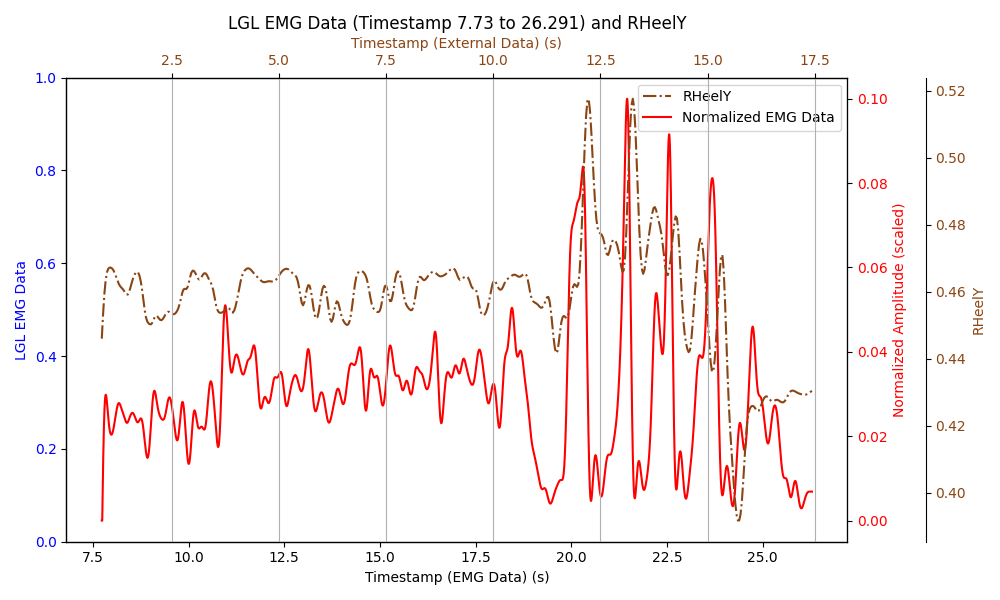 LGL EMG Data (Timestamp 7.73 to 26.291) and RHeelY
Timestamp (External Data) (s)
2.5 5.0 7.5 10.0 12.5 15.0 17.5
RHeelY
Normalized EMG Data
LGL EMG Data
1.0
0.8
0.6
0.4
0.2
0.0
0.10
0.08
0.06
0.04
0.02
0.00
Normalized Amplitude (scaled)
0.52
0.50
0.48
0.46
0.44
0.42
0.40
RHeelY
7.5 10.0 12.5 15.0 17.5 20.0 22.5 25.0
Timestamp (EMG Data) (s)